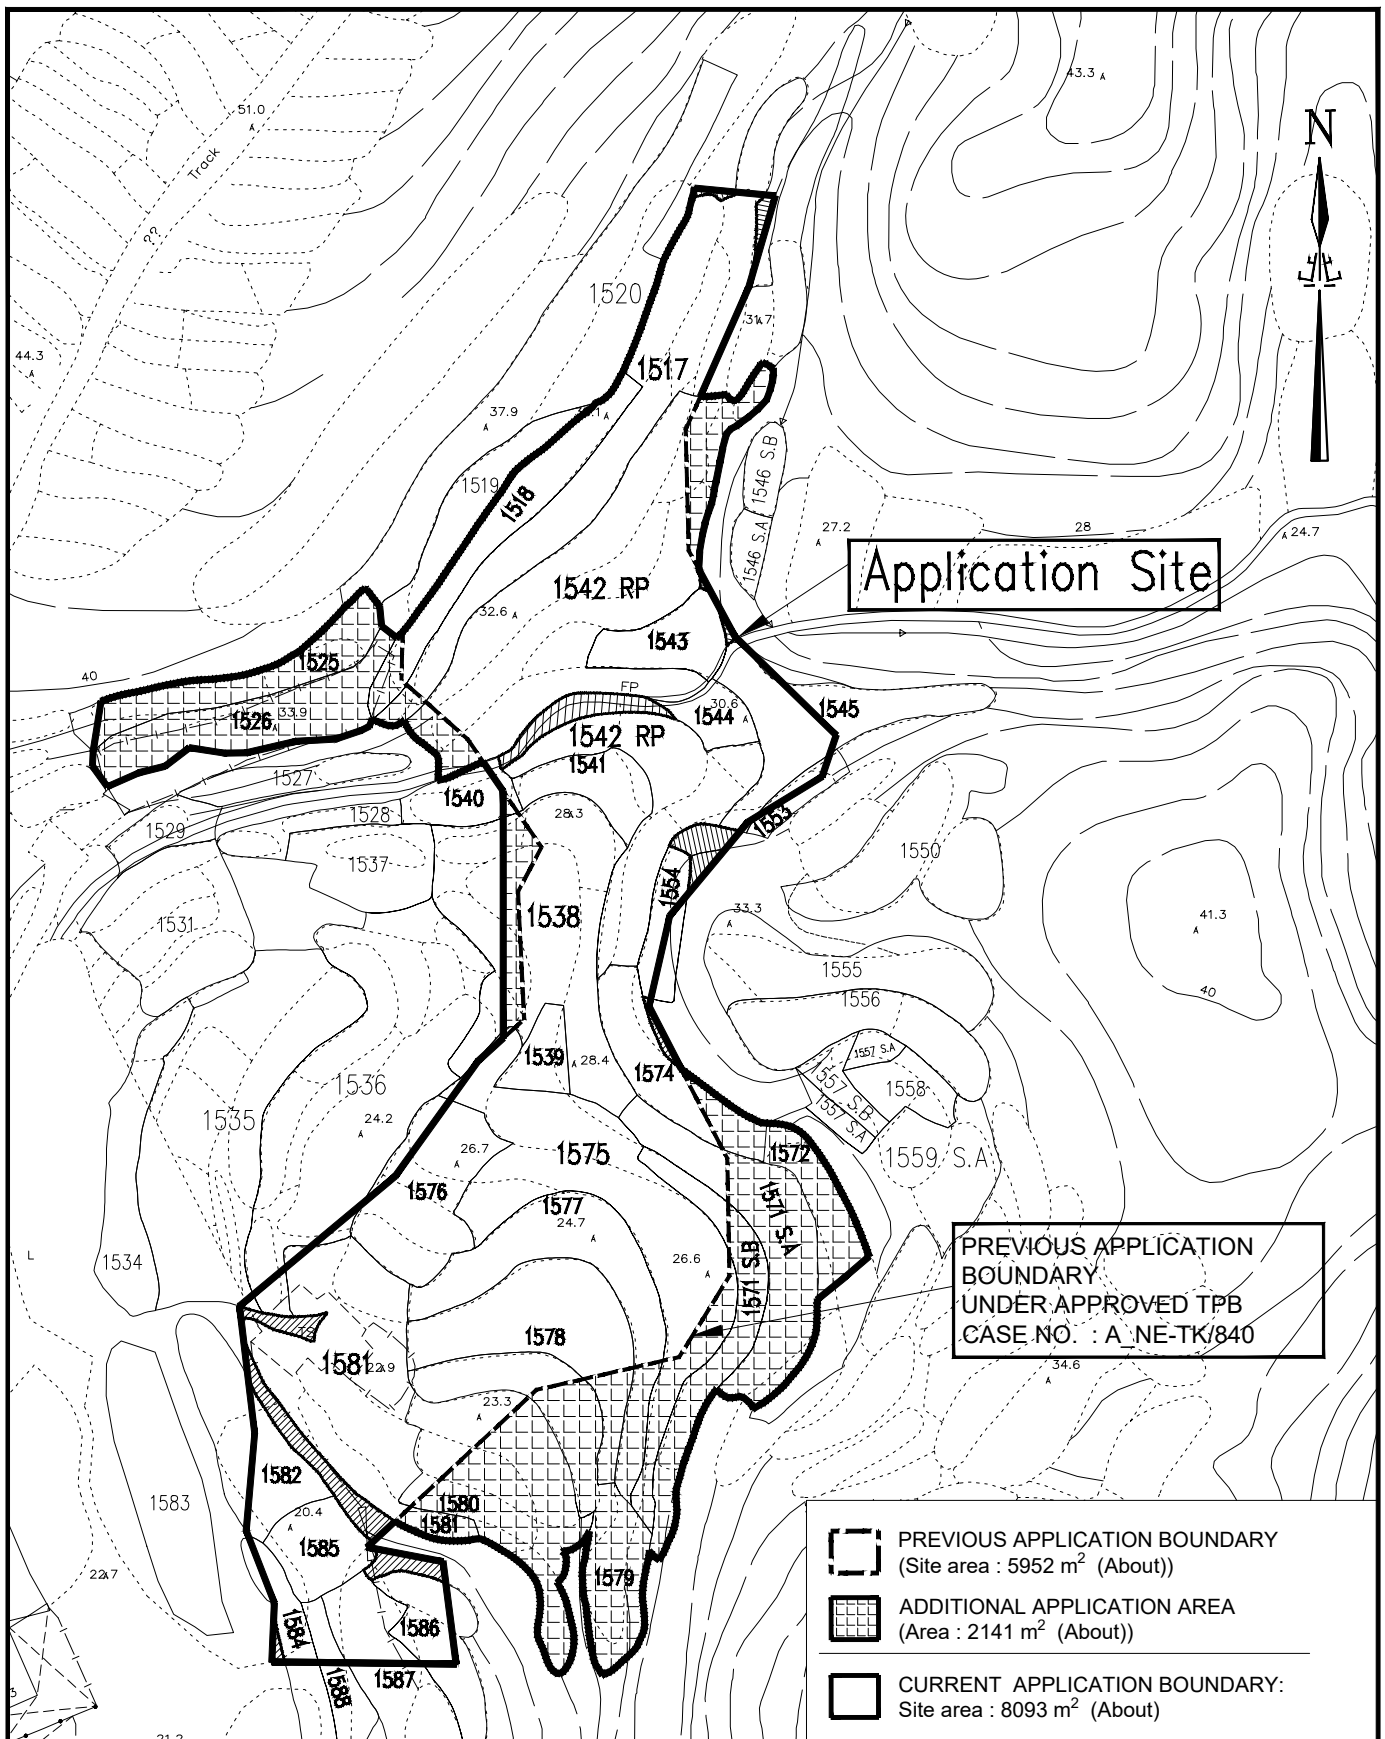 51.0
43.3
Track
??
N
1520
31.7
44.3
1517
37.9
1546 S.B
1519
1518
27.2
28
24.7
1546 S.A
Application Site
1542 RP
32.6
1543
1525
40
FP
1526
33.9
30.6
1544
1545
1542 RP
1541
1527
1540
28.3
1528
1553
1529
1550
1537
1554
33.3
41.3
1538
1531
1555
40
1556
1539
28.4
1557 S.A
1574
1536
1557 S.B
1558
1535
24.2
1557 S.A
26.7
1575
1572
1559 S.A
1576
1571 S.A
1577
24.7
PREVIOUS APPLICATION
BOUNDARY
UNDER APPROVED TPB
CASE NO. : A_NE-TK/840
L
1534
26.6
1571 S.B
1578
1581
22.9
34.6
23.3
1582
1583
1580
20.4
1581
1585
PREVIOUS APPLICATION BOUNDARY
(Site area : 5952 m² (About))
22.7
1579
ADDITIONAL APPLICATION AREA
(Area : 2141 m² (About))
1584
1586
1587
1588
CURRENT APPLICATION BOUNDARY:
Site area : 8093 m² (About)
21.2